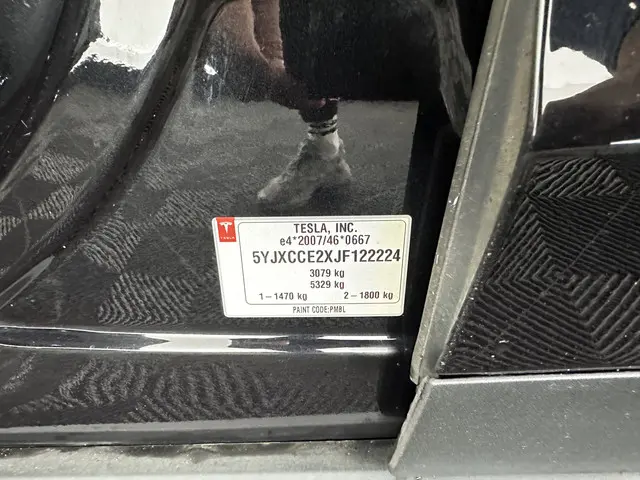 TESLA
TESLA, INC.
e4*2007/46*0667
5YJXCCE2XJF122224
3079 kg
5329 kg
1-1470 kg 2-1800 kg
PAINT CODE:PMBL